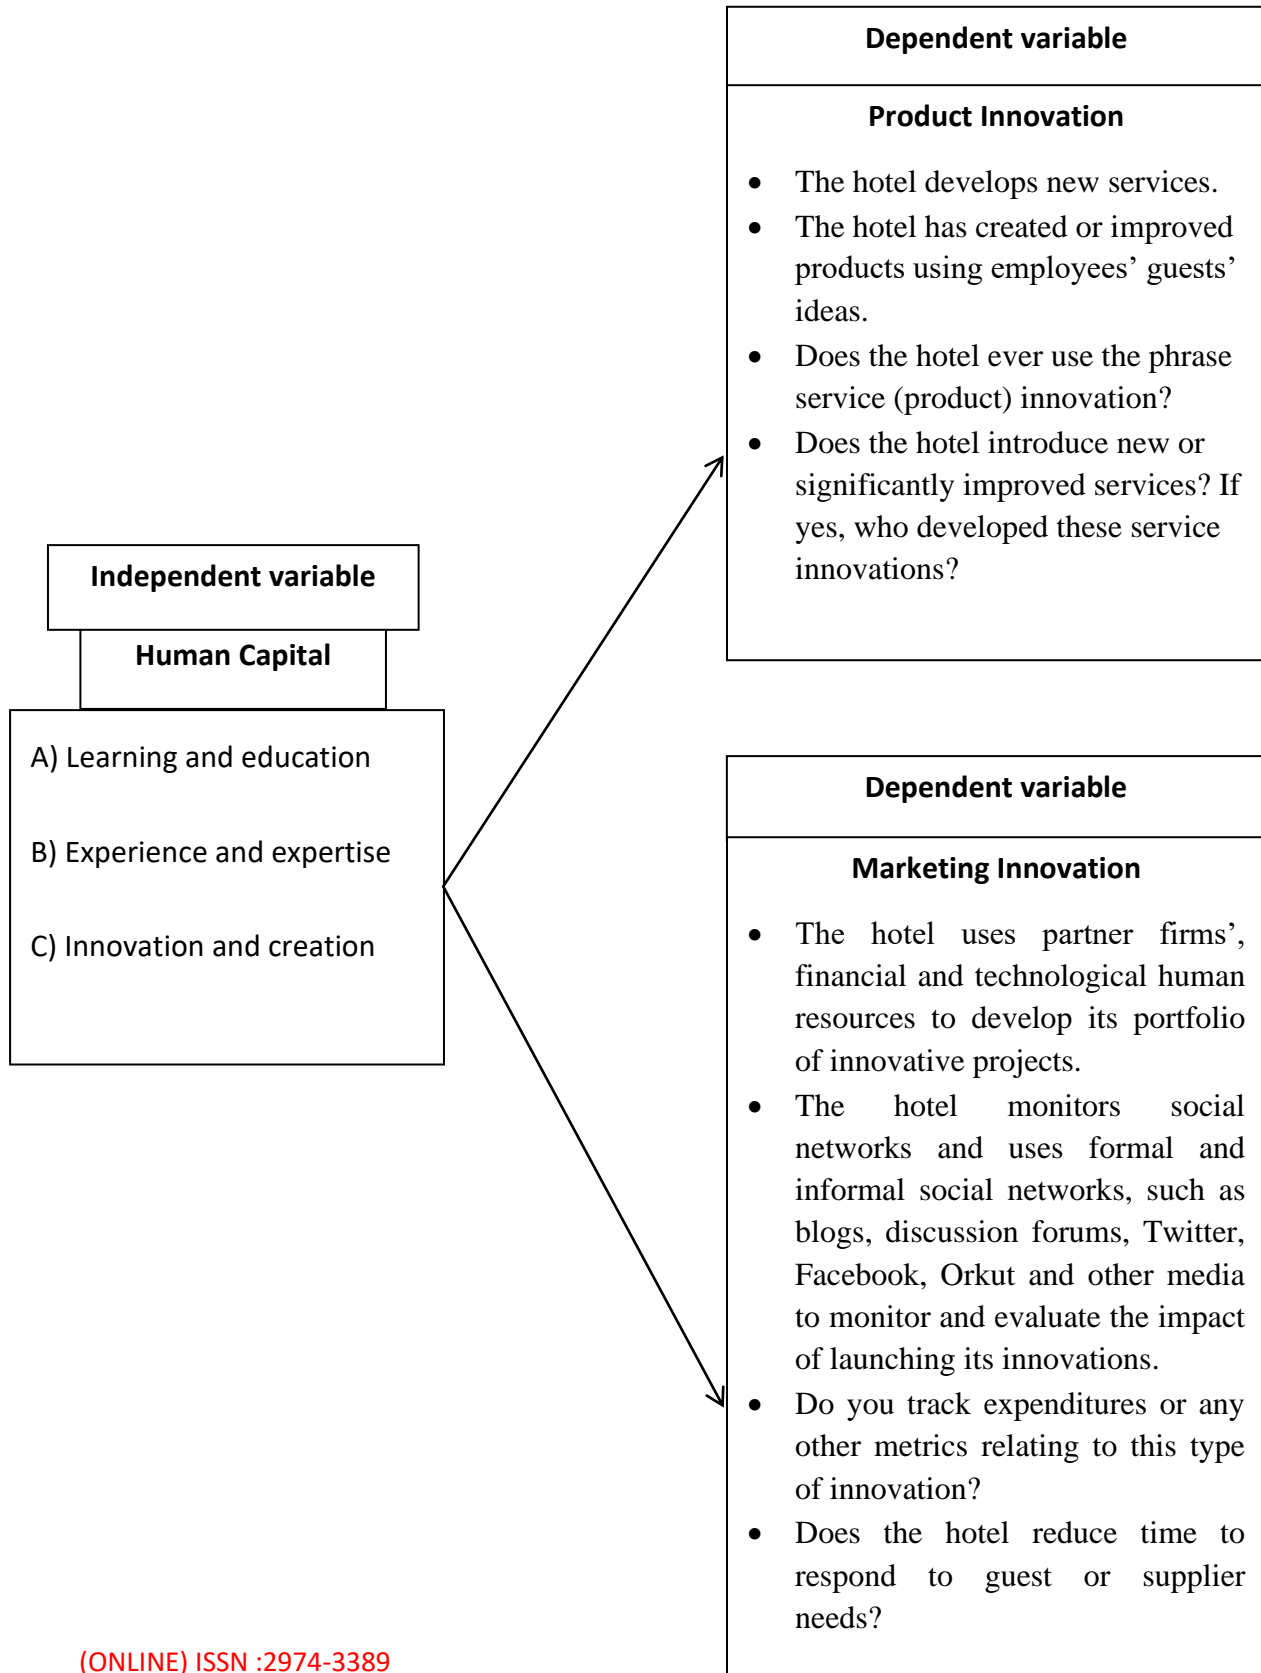 Dependent variable
Product Innovation
• The hotel develops new services.
• The hotel has created or improved
products using employees’ guests’
ideas.
• Does the hotel ever use the phrase
service (product) innovation?
• Does the hotel introduce new or
significantly improved services? If
yes, who developed these service
innovations?
Independent variable
Human Capital
A) Learning and education
B) Experience and expertise
C) Innovation and creation
Dependent variable
Marketing Innovation
• The hotel uses partner firms’,
financial and technological human
resources to develop its portfolio
of innovative projects.
• The hotel monitors social
networks and uses formal and
informal social networks, such as
blogs, discussion forums, Twitter,
Facebook, Orkut and other media
to monitor and evaluate the impact
of launching its innovations.
• Do you track expenditures or any
other metrics relating to this type
of innovation?
• Does the hotel reduce time to
respond to guest or supplier
needs?
(ONLINE) ISSN :2974-3389